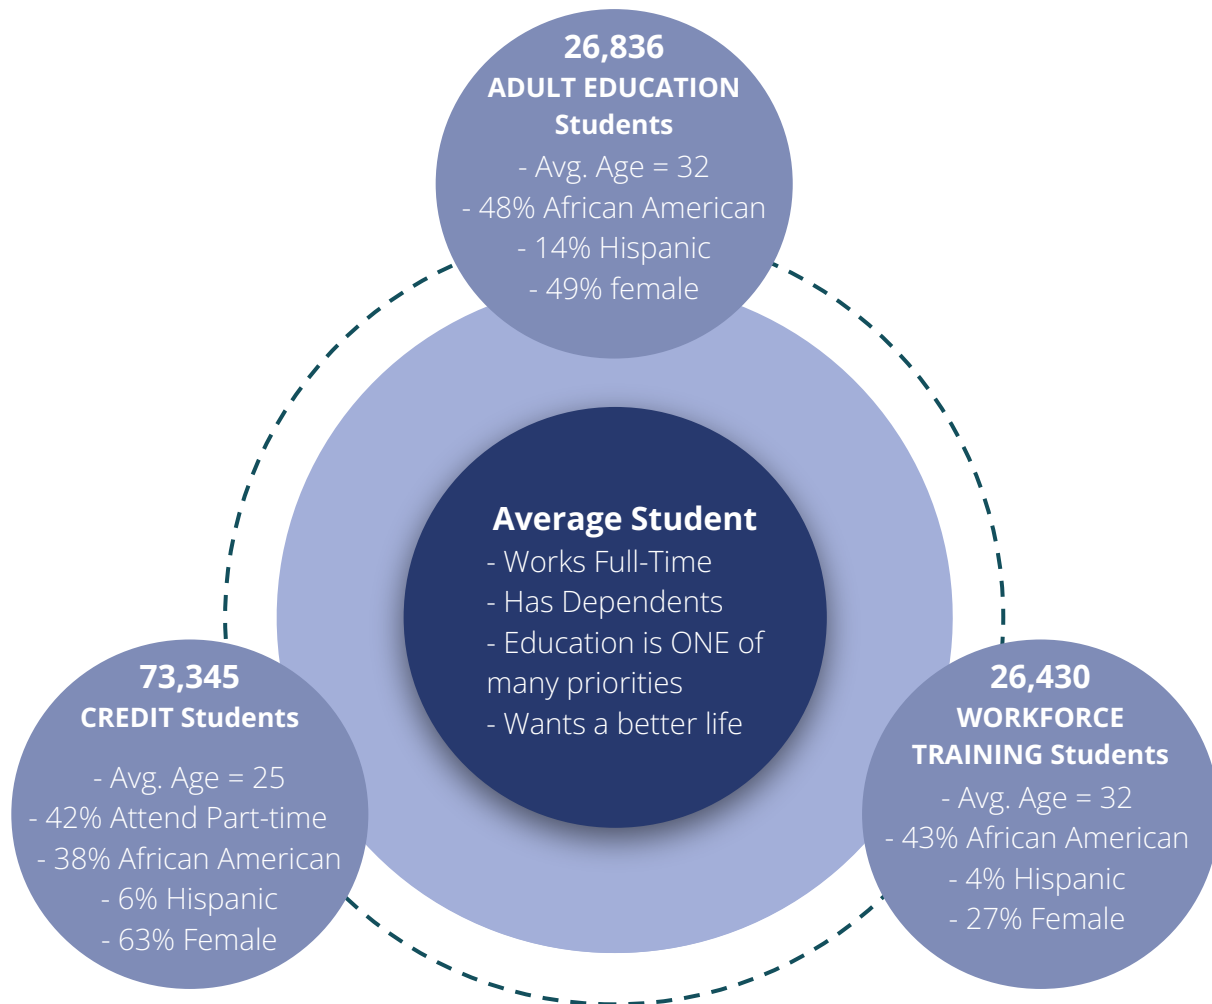 26,836
ADULT EDUCATION
Students
- Avg. Age = 32
- 48% African American
- 14% Hispanic
- 49% female
Average Student
- Works Full-Time
- Has Dependents
- Education is ONE of
many priorities
- Wants a better life
73,345
CREDIT Students
- Avg. Age = 25
- 42% Attend Part-time
- 38% African American
- 6% Hispanic
- 63% Female
26,430
WORKFORCE
TRAINING Students
- Avg. Age = 32
- 43% African American
- 4% Hispanic
- 27% Female